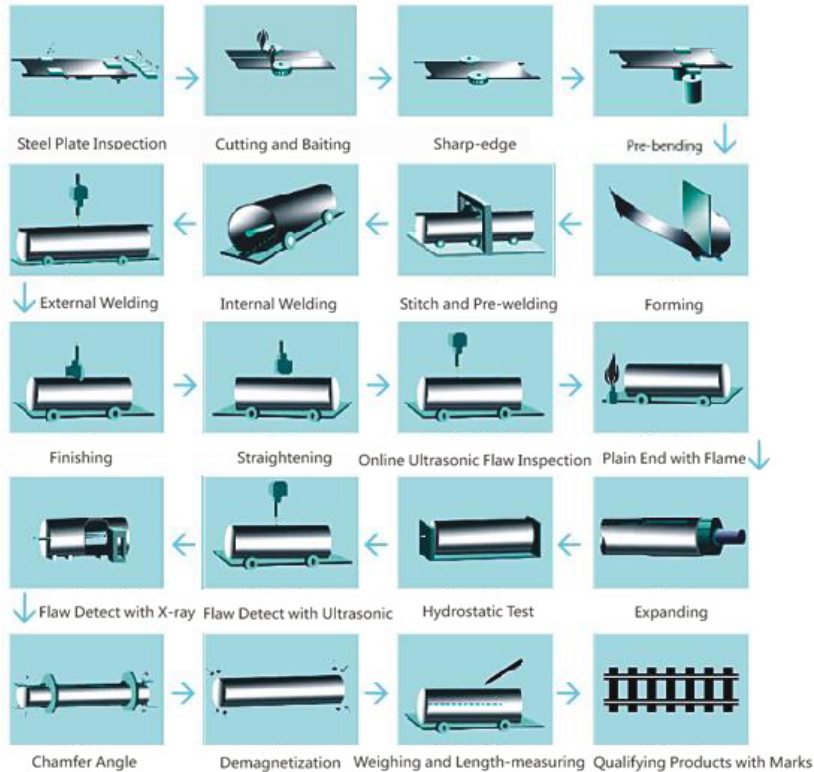 Steel Plate Inspection Cutting and Baiting Sharp-edge Pre-bending
External Welding Internal Welding Stitch and Pre-welding Forming
Finishing Straightening Online Ultrasonic Flaw Inspection Plain End with Flame
Flaw Detect with X-ray Flaw Detect with Ultrasonic Hydrostatic Test Expanding
Chamfer Angle Demagnetization Weighing and Length-measuring Qualifying Products with Marks